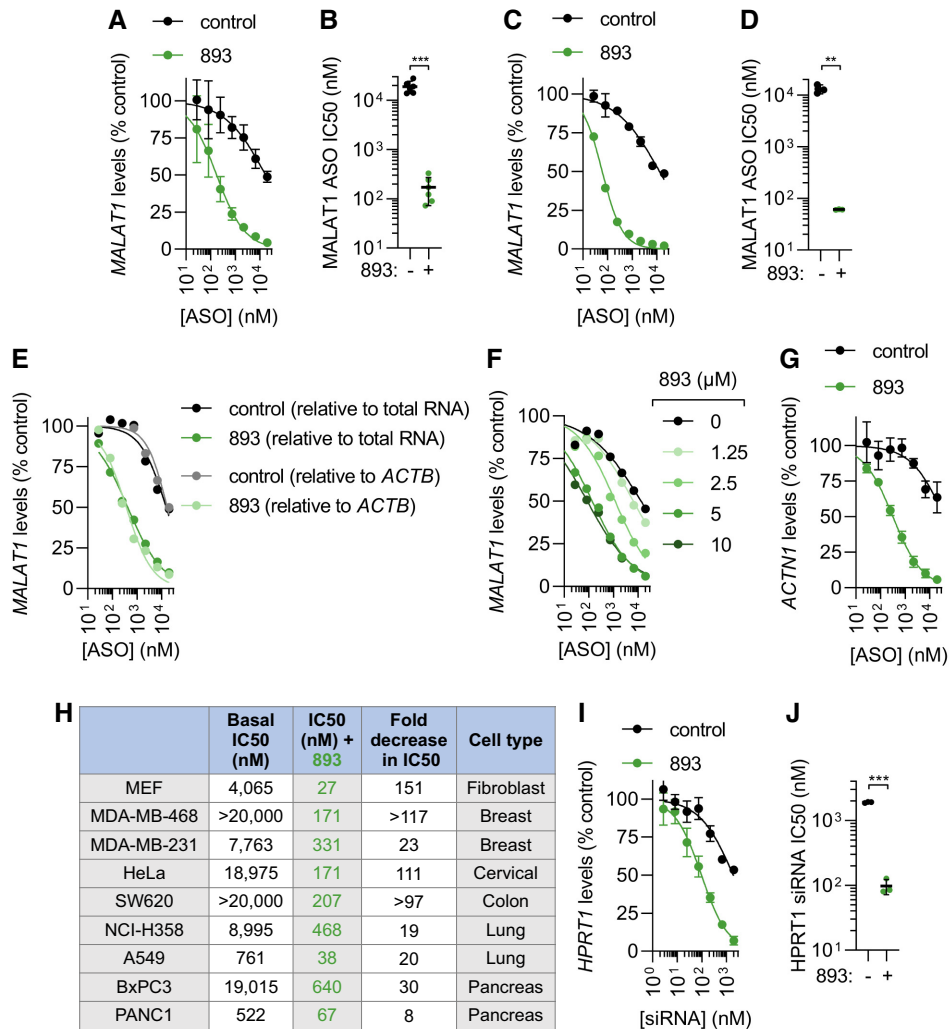 A
control
893
MALAT1 levels (% control)
100
75
50
25
0
10^1
10^2
10^3
10^4
[ASO] (nM)
B
***
MALAT1 ASO IC50 (nM)
10^4
10^3
10^2
10^1
893: - +
C
control
893
MALAT1 levels (% control)
100
75
50
25
0
10^1
10^2
10^3
10^4
[ASO] (nM)
D
**
MALAT1 ASO IC50 (nM)
10^4
10^3
10^2
10^1
893: - +
E
MALAT1 levels (% control)
100
75
50
25
0
10^1
10^2
10^3
10^4
[ASO] (nM)
control (relative to total RNA)
893 (relative to total RNA)
control (relative to ACTB)
893 (relative to ACTB)
F
MALAT1 levels (% control)
100
75
50
25
0
10^1
10^2
10^3
10^4
[ASO] (nM)
893 (µM)
0
1.25
2.5
5
10
G
control
893
ACTN1 levels (% control)
100
50
0
10^1
10^2
10^3
10^4
[ASO] (nM)
H
Basal IC50 (nM) | IC50 (nM) + 893 | Fold decrease in IC50 | Cell type
MEF 4,065 27 151 Fibroblast
MDA-MB-468 >20,000 171 >117 Breast
MDA-MB-231 7,763 331 23 Breast
HeLa 18,975 171 111 Cervical
SW620 >20,000 207 >97 Colon
NCI-H358 8,995 468 19 Lung
A549 761 38 20 Lung
BxPC3 19,015 640 30 Pancreas
PANC1 522 67 8 Pancreas
I
control
893
HPRT1 levels (% control)
100
75
50
25
0
10^0
10^1
10^2
10^3
[siRNA] (nM)
J
***
HPRT1 siRNA IC50 (nM)
10^3
10^2
10^1
893: - +